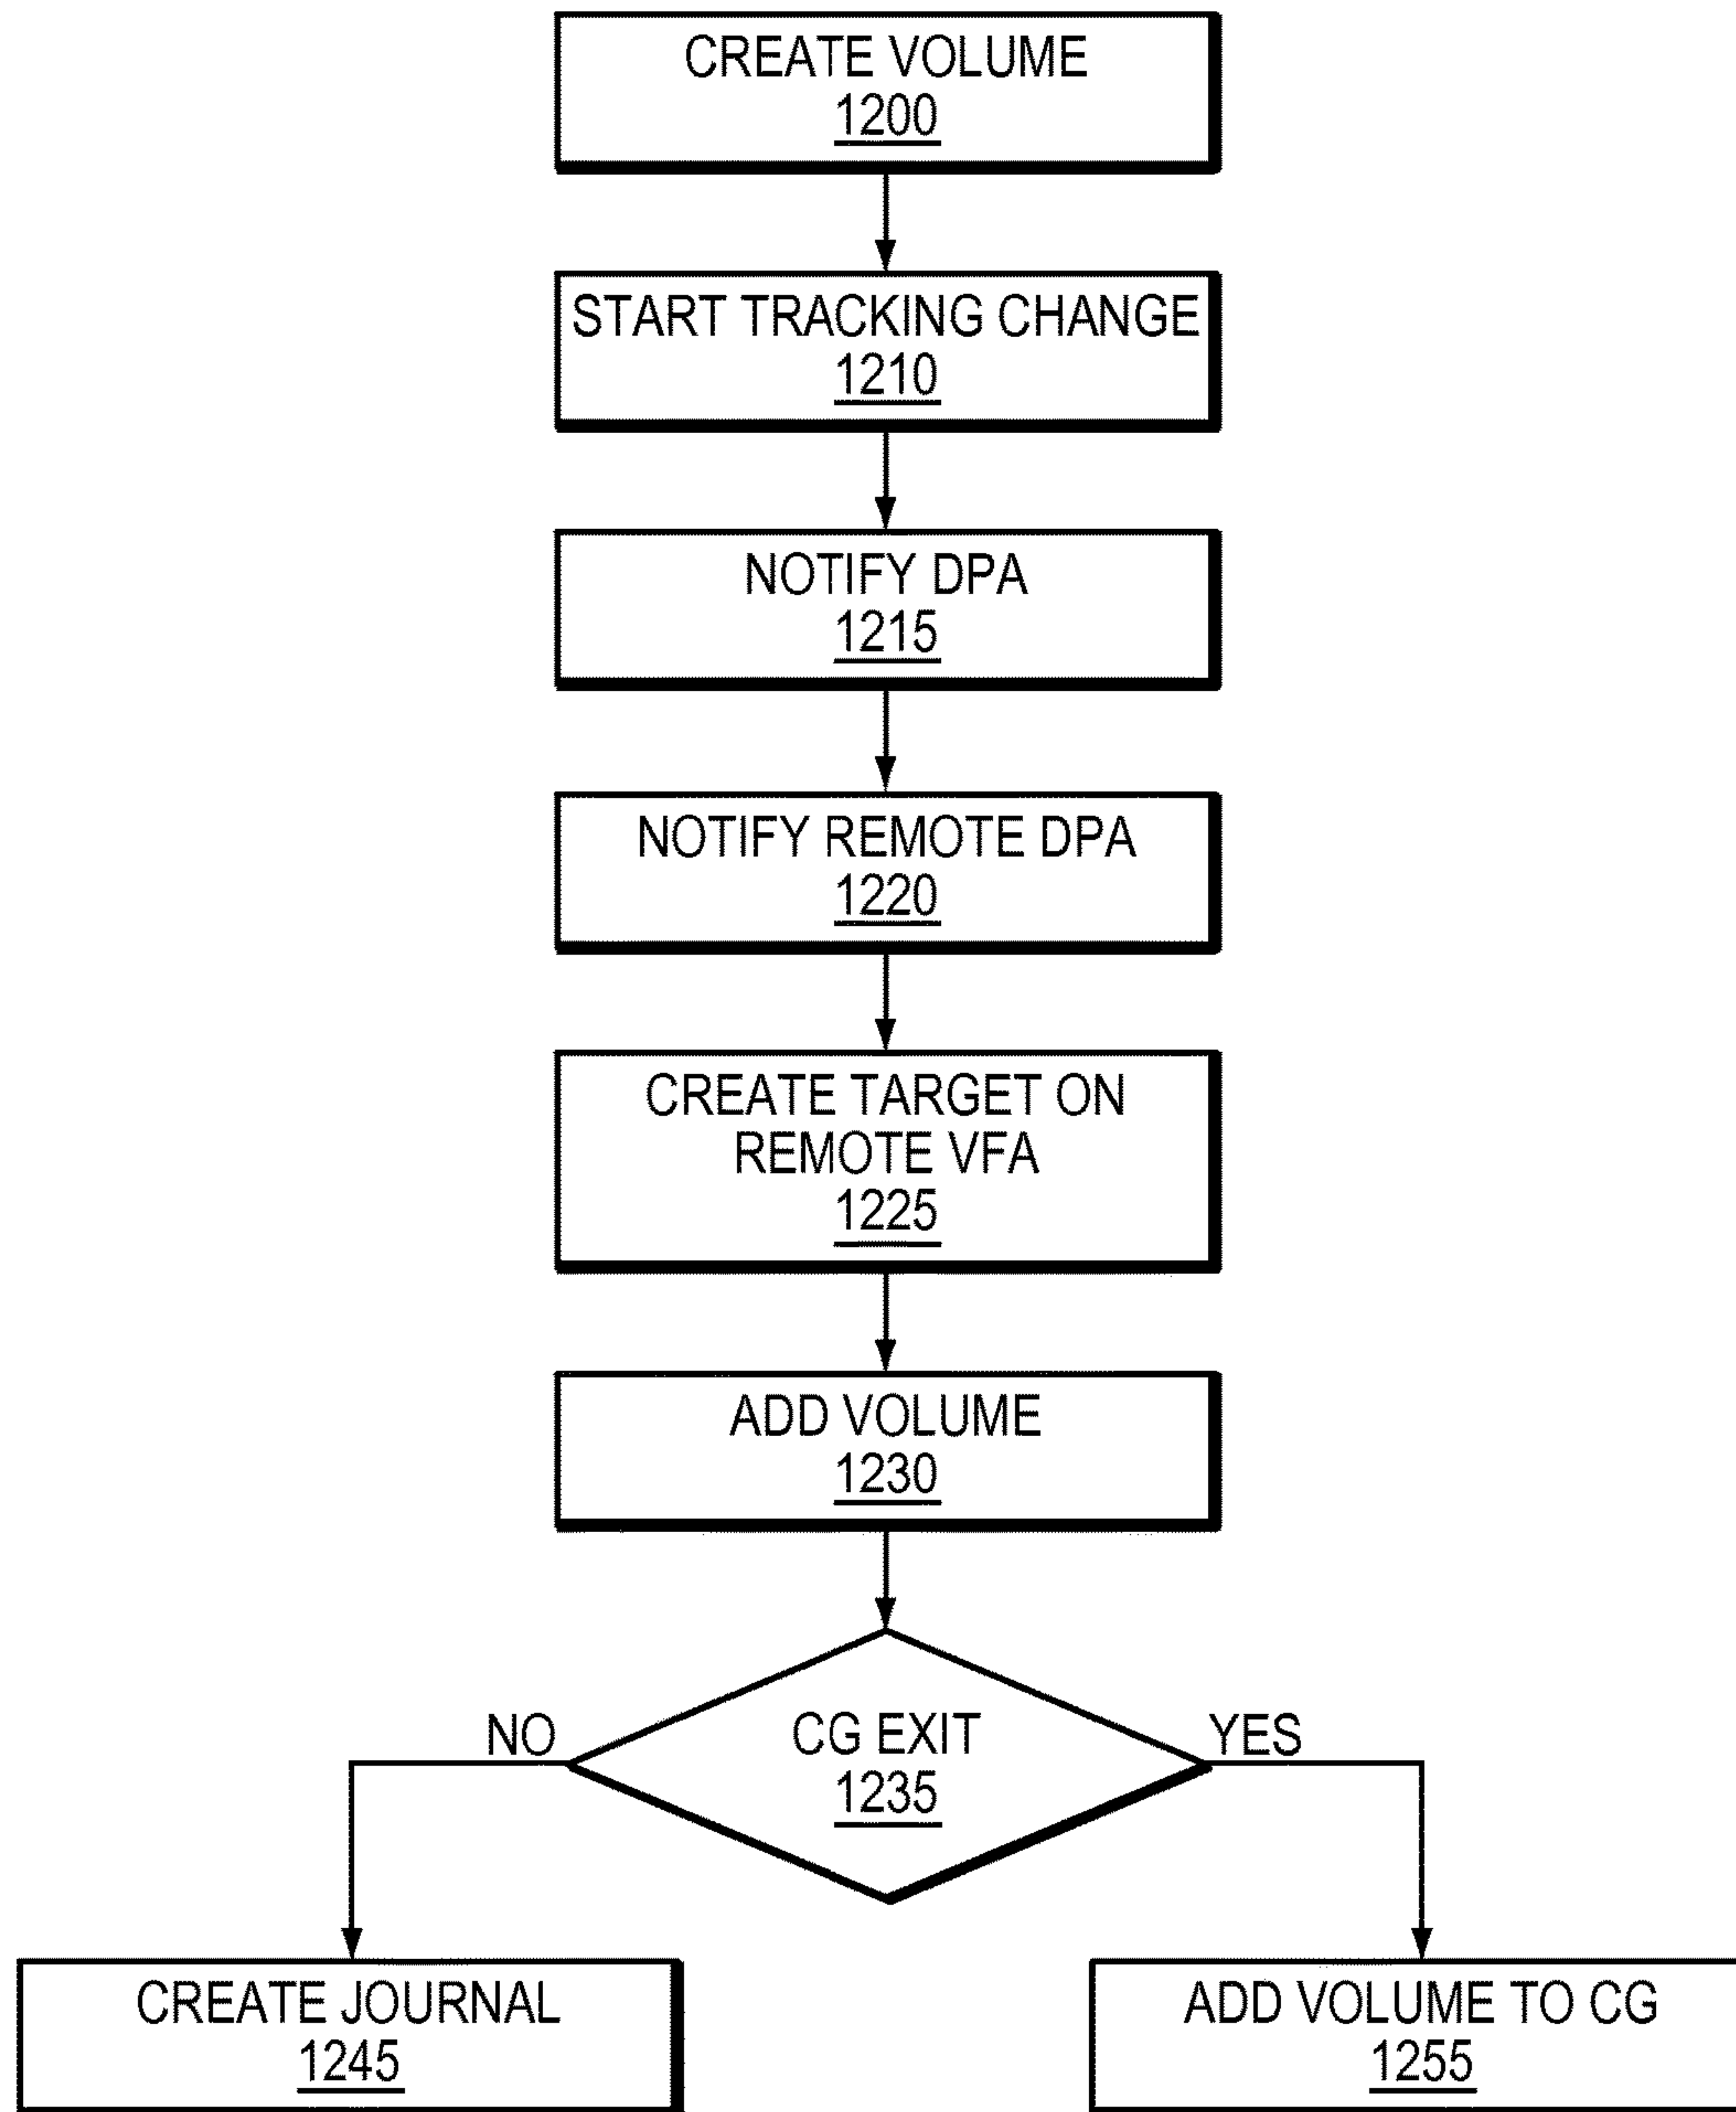 CREATE VOLUME
1200
START TRACKING CHANGE
1210
NOTIFY DPA
1215
NOTIFY REMOTE DPA
1220
CREATE TARGET ON
REMOTE VFA
1225
ADD VOLUME
1230
NO
CG EXIT
YES
1235
CREATE JOURNAL
1245
ADD VOLUME TO CG
1255